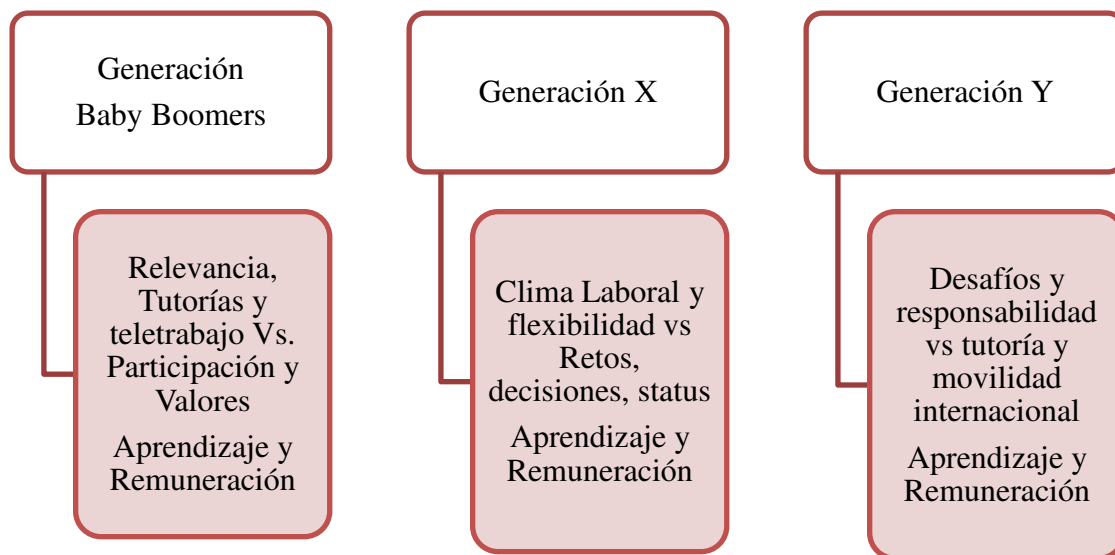 Generación
Baby Boomers
Relevancia,
Tutorías y
teletrabajo Vs.
Participación y
Valores
Aprendizaje y
Remuneración
Generación X
Clima Laboral y
flexibilidad vs
Retos,
decisiones, status
Aprendizaje y
Remuneración
Generación Y
Desafíos y
responsabilidad
vs tutoría y
movilidad
internacional
Aprendizaje y
Remuneración